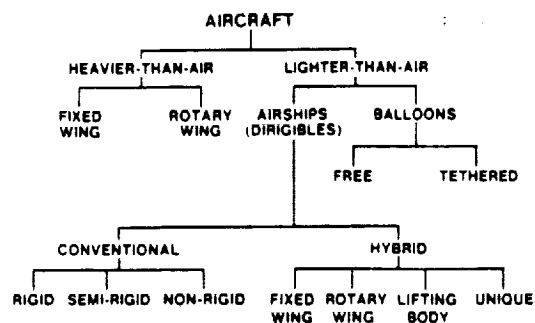 AIRCRAFT
HEAVIER-THAN-AIR LIGHTER-THAN-AIR
FIXED WING ROTARY WING AIRSHIPS (DIRIGIBLES) BALLOONS
FREE TETHERED
CONVENTIONAL HYBRID
RIGID SEMI-RIGID NON-RIGID FIXED WING ROTARY WING LIFTING BODY UNIQUE